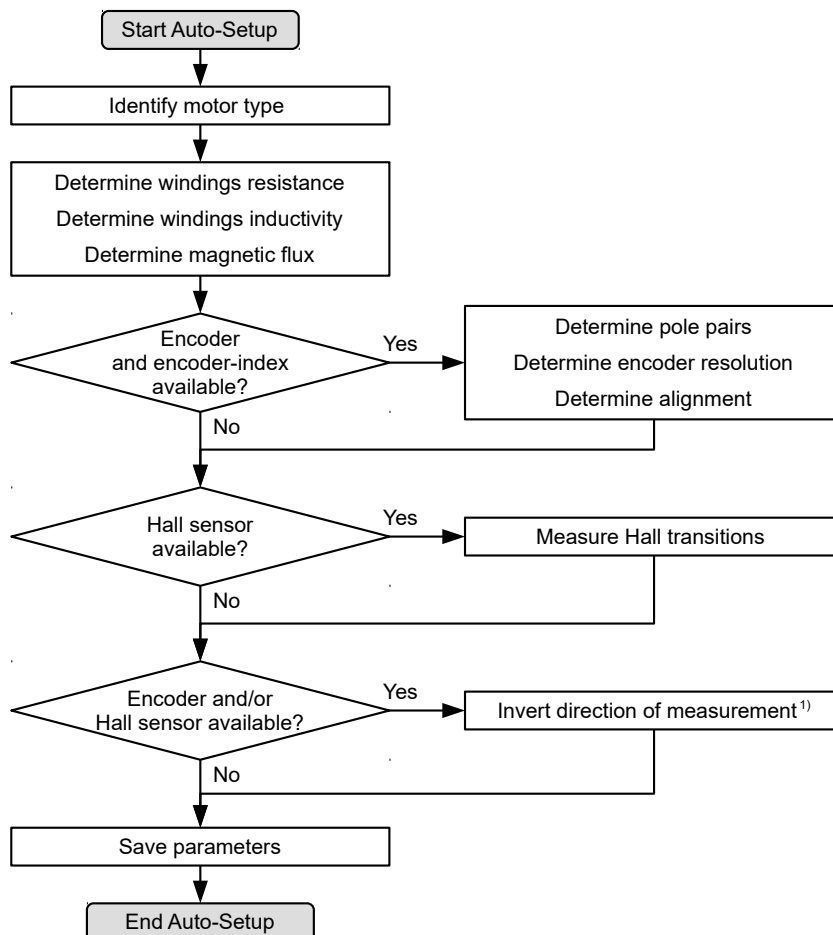 Start Auto-Setup
Identify motor type
Determine windings resistance
Determine windings inductivity
Determine magnetic flux
Encoder
and encoder-index
available?
Yes
Determine pole pairs
Determine encoder resolution
Determine alignment
No
Hall sensor
available?
Yes
Measure Hall transitions
No
Encoder and/or
Hall sensor available?
Yes
Invert direction of measurement 1)
No
Save parameters
End Auto-Setup